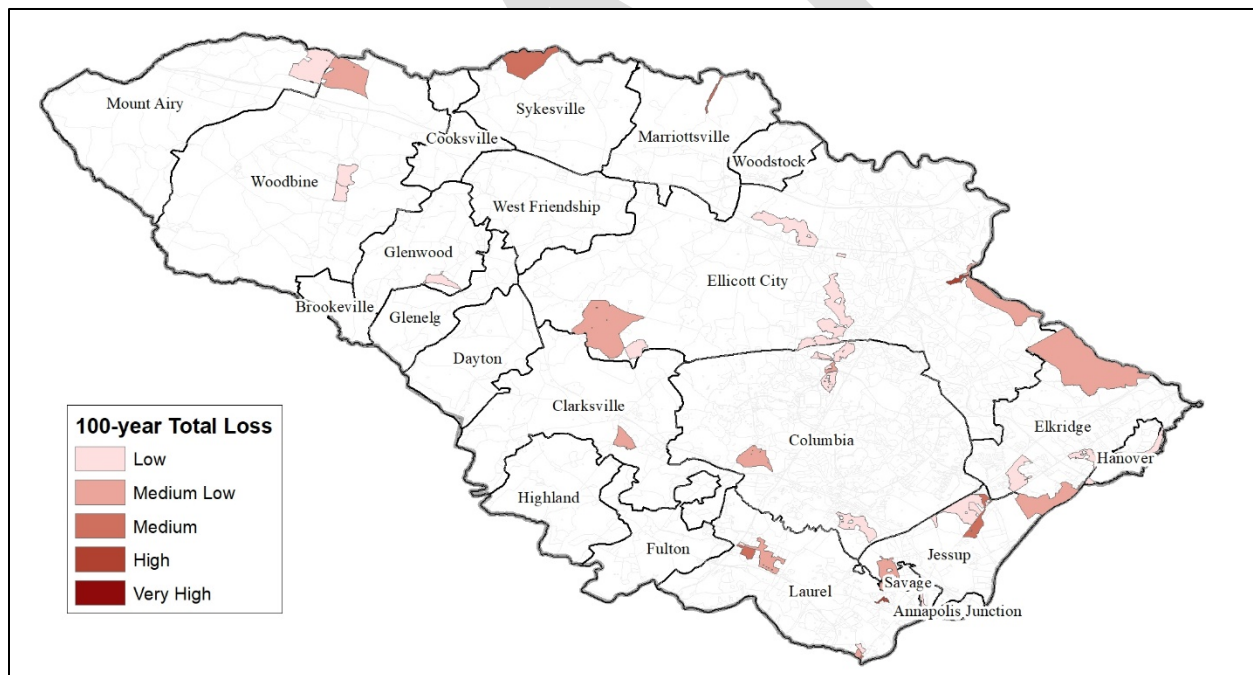 Mount Airy
Sykesville
Marriottsville
Cooksville
Woodstock
Woodbine
West Friendship
Glenwood
Ellicott City
Brookeville
Glenelg
Dayton
Clarksville
Elkridge
Columbia
Hanover
Highland
Fulton
Jessup
Savage
Laurel
Annapolis Junction
100-year Total Loss
Low
Medium Low
Medium
High
Very High